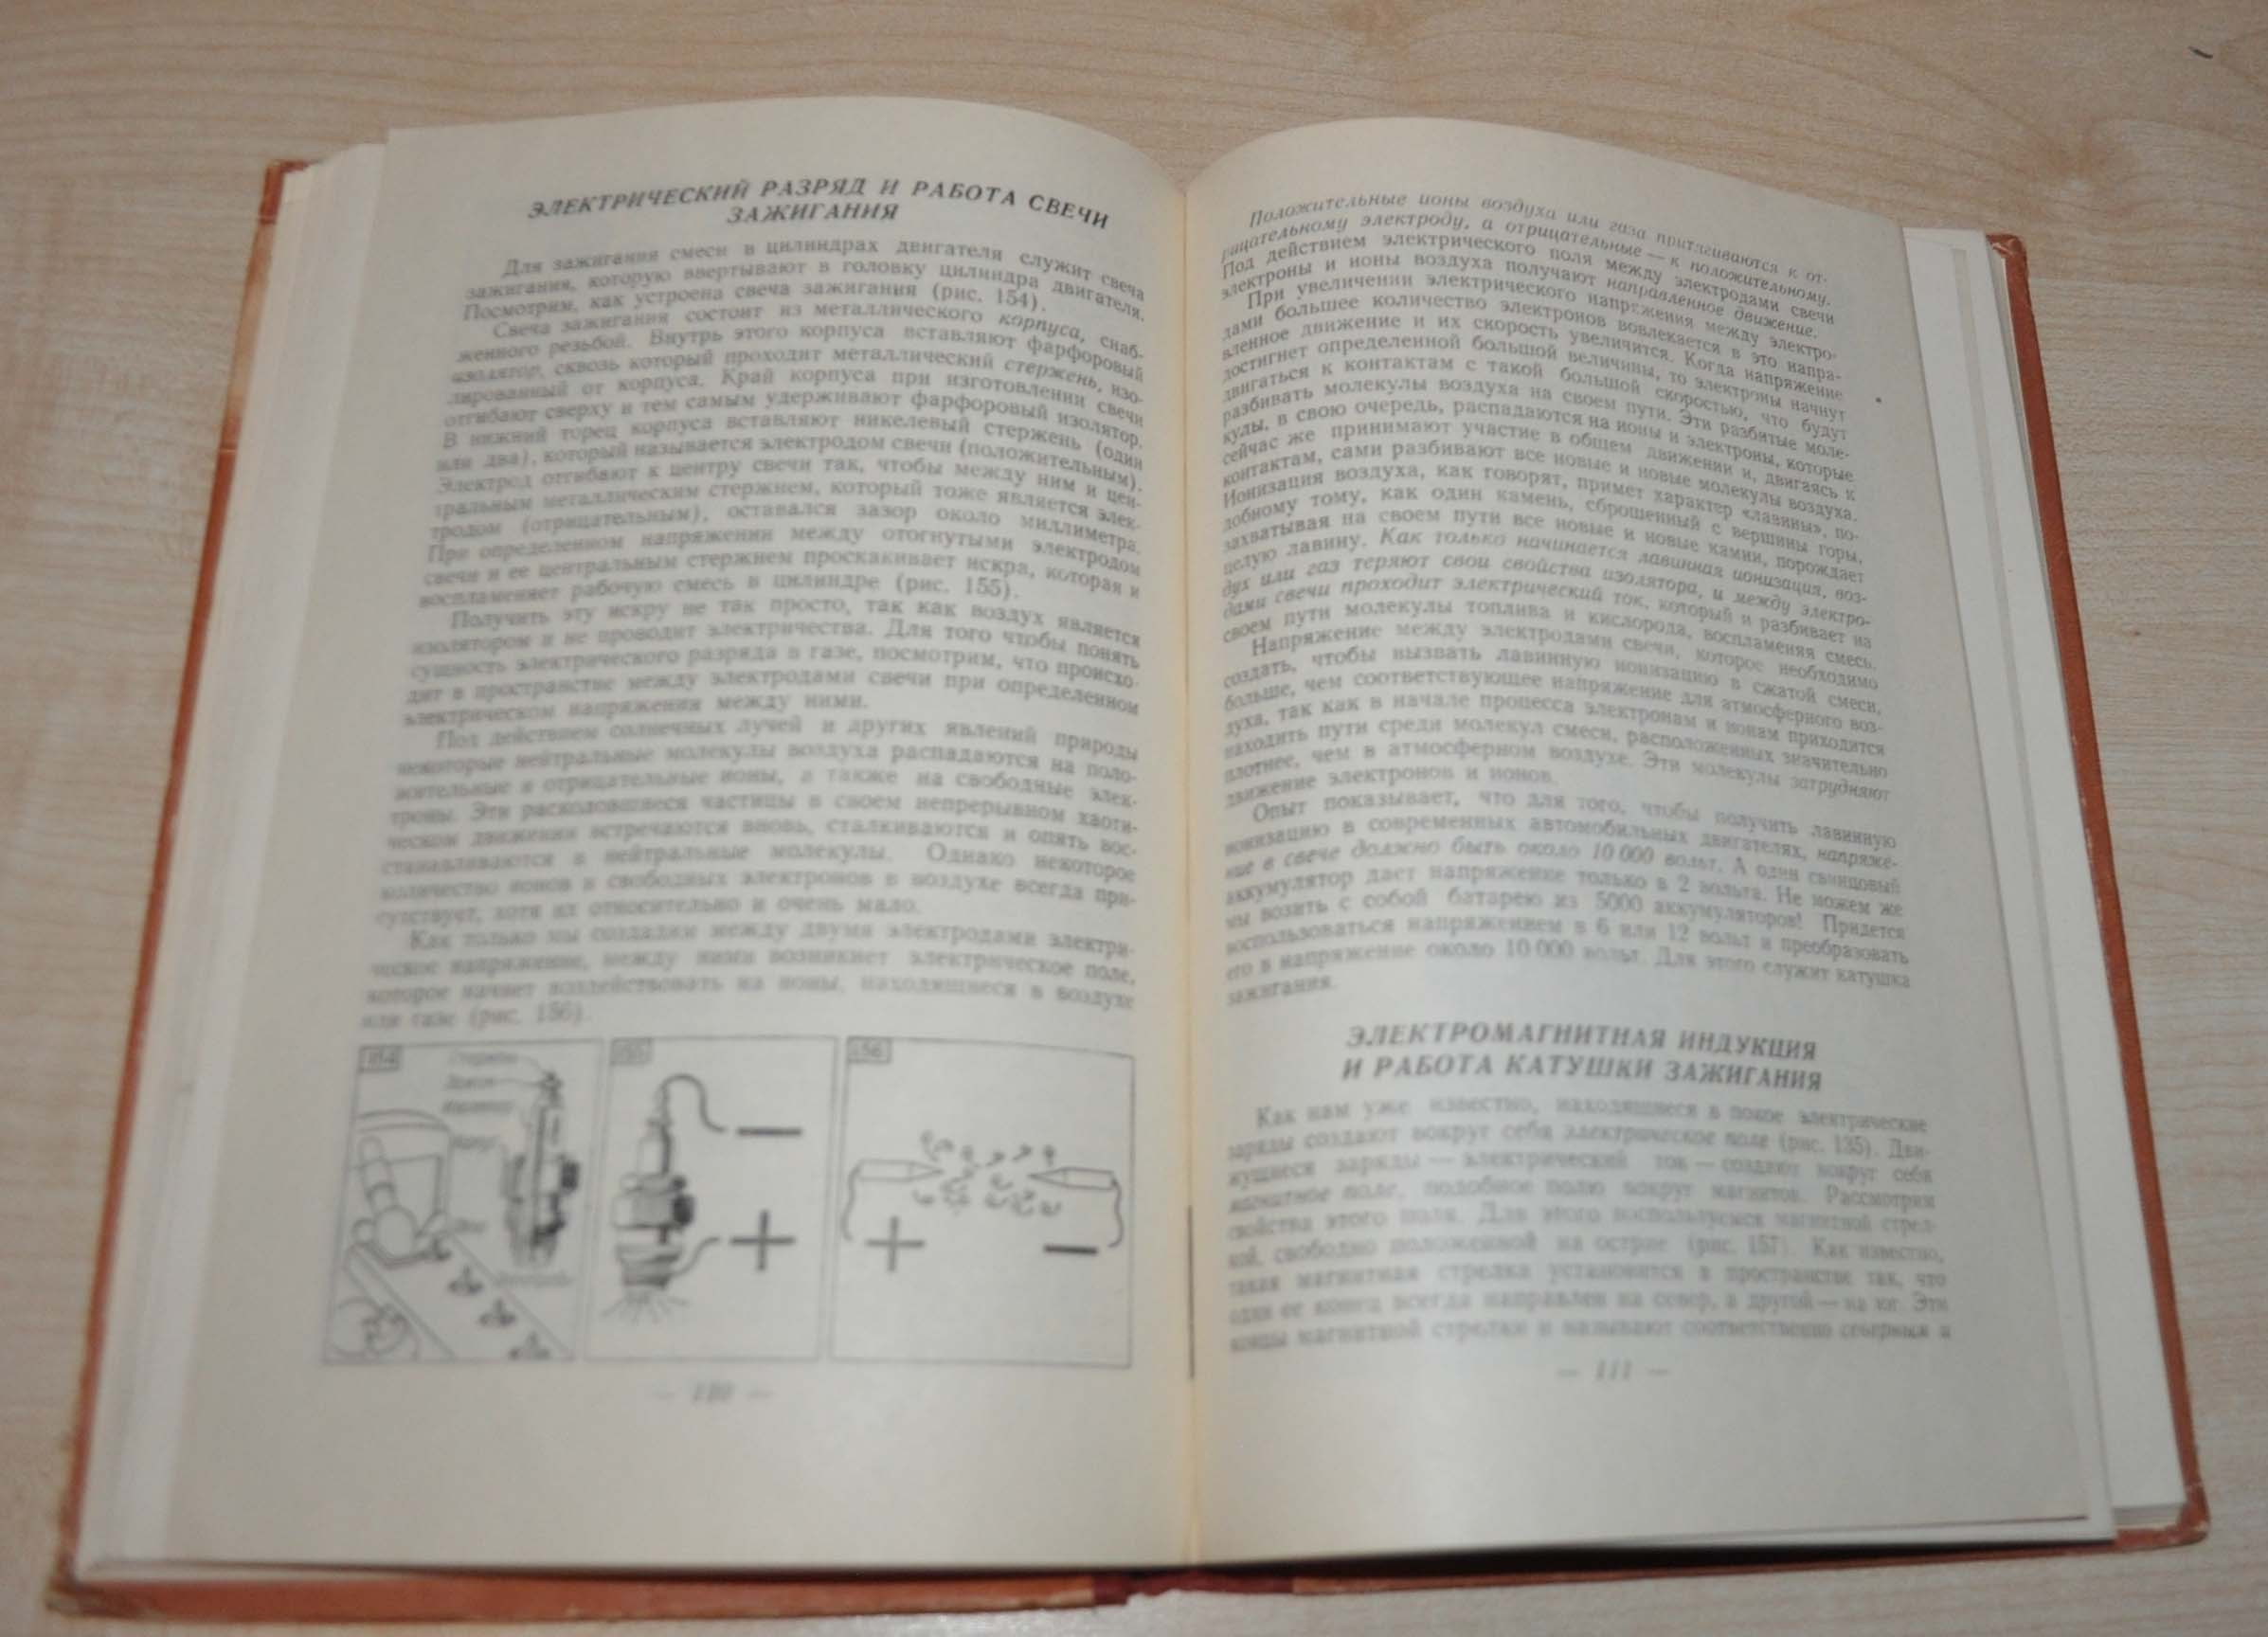 ЭЛЕКТРИЧЕСКИЙ РАЗРЯД И РАБОТА СВЕЧИ
ЗАЖИГАНИЯ
Для зажигания смеси в цилиндрах двигателя служит свеча
зажигания, которую ввертывают в головку цилиндра двигателя.
Посмотрим, как устроена свеча зажигания (рис. 154).
Свеча зажигания состоит из металлического корпуса, снаб-
женного резьбой. Внутрь этого корпуса вставляют фарфоровый
изолятор, сквозь который проходит металлический стержень, изо-
лированный от корпуса. Край корпуса при изготовлении свечи
отгибают сверху и тем самым удерживают фарфоровый изолятор.
В нижний торец корпуса вставляют никелевый стержень (один
или два), который называется электродом свечи (положительным).
Электрод отгибают к центру свечи так, чтобы между ним и цен-
тральным металлическим стержнем, который тоже является элек-
тродом (отрицательным), оставался зазор около миллиметра.
При определенном напряжении между отогнутыми электродом
свечи и ее центральным стержнем проскакивает искра, которая и
воспламеняет рабочую смесь в цилиндре (рис. 155).
Получить эту искру не так просто, так как воздух является
изолятором и не проводит электричества. Для того чтобы понять
сущность электрического разряда в газе, посмотрим, что происхо-
дит в пространстве между электродами свечи при определенном
электрическом напряжении между ними.
Под действием солнечных лучей и других явлений природы
некоторые нейтральные молекулы воздуха распадаются на поло-
жительные и отрицательные ионы, а также на свободные элек-
троны. Эти расколовшиеся частицы в своем непрерывном хаоти-
ческом движении встречаются вновь, сталкиваются и опять вос-
станавливаются в нейтральные молекулы. Однако некоторое
количество ионов и свободных электронов в воздухе всегда при-
сутствует, хотя их относительно и очень мало.
Как только мы создадим между двумя электродами электри-
ческое напряжение, между ними возникнет электрическое поле,
которое начнет воздействовать на ионы, находящиеся в воздухе
или газе (рис. 156).
154
Стержень
Изолятор
Корпус
155
−
+
156
+
−
— 110 —
Положительные ионы воздуха или газа притягиваются к от-
рицательному электроду, а отрицательные — к положительному.
Под действием электрического поля между электродами свечи
электроны и ионы воздуха получают направленное движение.
При увеличении электрического напряжения между электро-
дами большее количество электронов вовлекается в это напра-
вленное движение и их скорость увеличится. Когда напряжение
достигнет определенной большой величины, то электроны начнут
двигаться к контактам с такой большой скоростью, что будут
разбивать молекулы воздуха на своем пути. Эти разбитые моле-
кулы, в свою очередь, распадаются на ионы и электроны, которые
сейчас же принимают участие в общем движении и, двигаясь к
контактам, сами разбивают все новые и новые молекулы воздуха.
Ионизация воздуха, как говорят, примет характер «лавины», по-
добному тому, как один камень, сброшенный с вершины горы,
захватывая на своем пути все новые и новые камни, порождает
целую лавину. Как только начинается лавинная ионизация, воз-
дух или газ теряют свои свойства изолятора, и между электро-
дами свечи проходит электрический ток, который и разбивает на
своем пути молекулы топлива и кислорода, воспламеняя смесь.
Напряжение между электродами свечи, которое необходимо
создать, чтобы вызвать лавинную ионизацию в сжатой смеси,
больше, чем соответствующее напряжение для атмосферного воз-
духа, так как в начале процесса электронам и ионам приходится
находить пути среди молекул смеси, расположенных значительно
плотнее, чем в атмосферном воздухе. Эти молекулы затрудняют
движение электронов и ионов.
Опыт показывает, что для того, чтобы получить лавинную
ионизацию в современных автомобильных двигателях, напряже-
ние в свече должно быть около 10 000 вольт. А один свинцовый
аккумулятор дает напряжение только в 2 вольта. Не можем же
мы возить с собой батарею из 5000 аккумуляторов! Придется
воспользоваться напряжением в 6 или 12 вольт и преобразовать
его в напряжение около 10 000 вольт. Для этого служит катушка
зажигания.
ЭЛЕКТРОМАГНИТНАЯ ИНДУКЦИЯ
И РАБОТА КАТУШКИ ЗАЖИГАНИЯ
Как нам уже известно, находящиеся в покое электрические
заряды создают вокруг себя электрическое поле (рис. 135). Дви-
жущиеся заряды — электрический ток — создают вокруг себя
магнитное поле, подобное полю вокруг магнитов. Рассмотрим
свойства этого поля. Для этого воспользуемся магнитной стрел-
кой, свободно положенной на острие (рис. 157). Как известно,
такая магнитная стрелка установится в пространстве так, что
один ее конец всегда направлен на север, а другой — на юг. Эти
концы магнитной стрелки и называют соответственно северным и
— 111 —